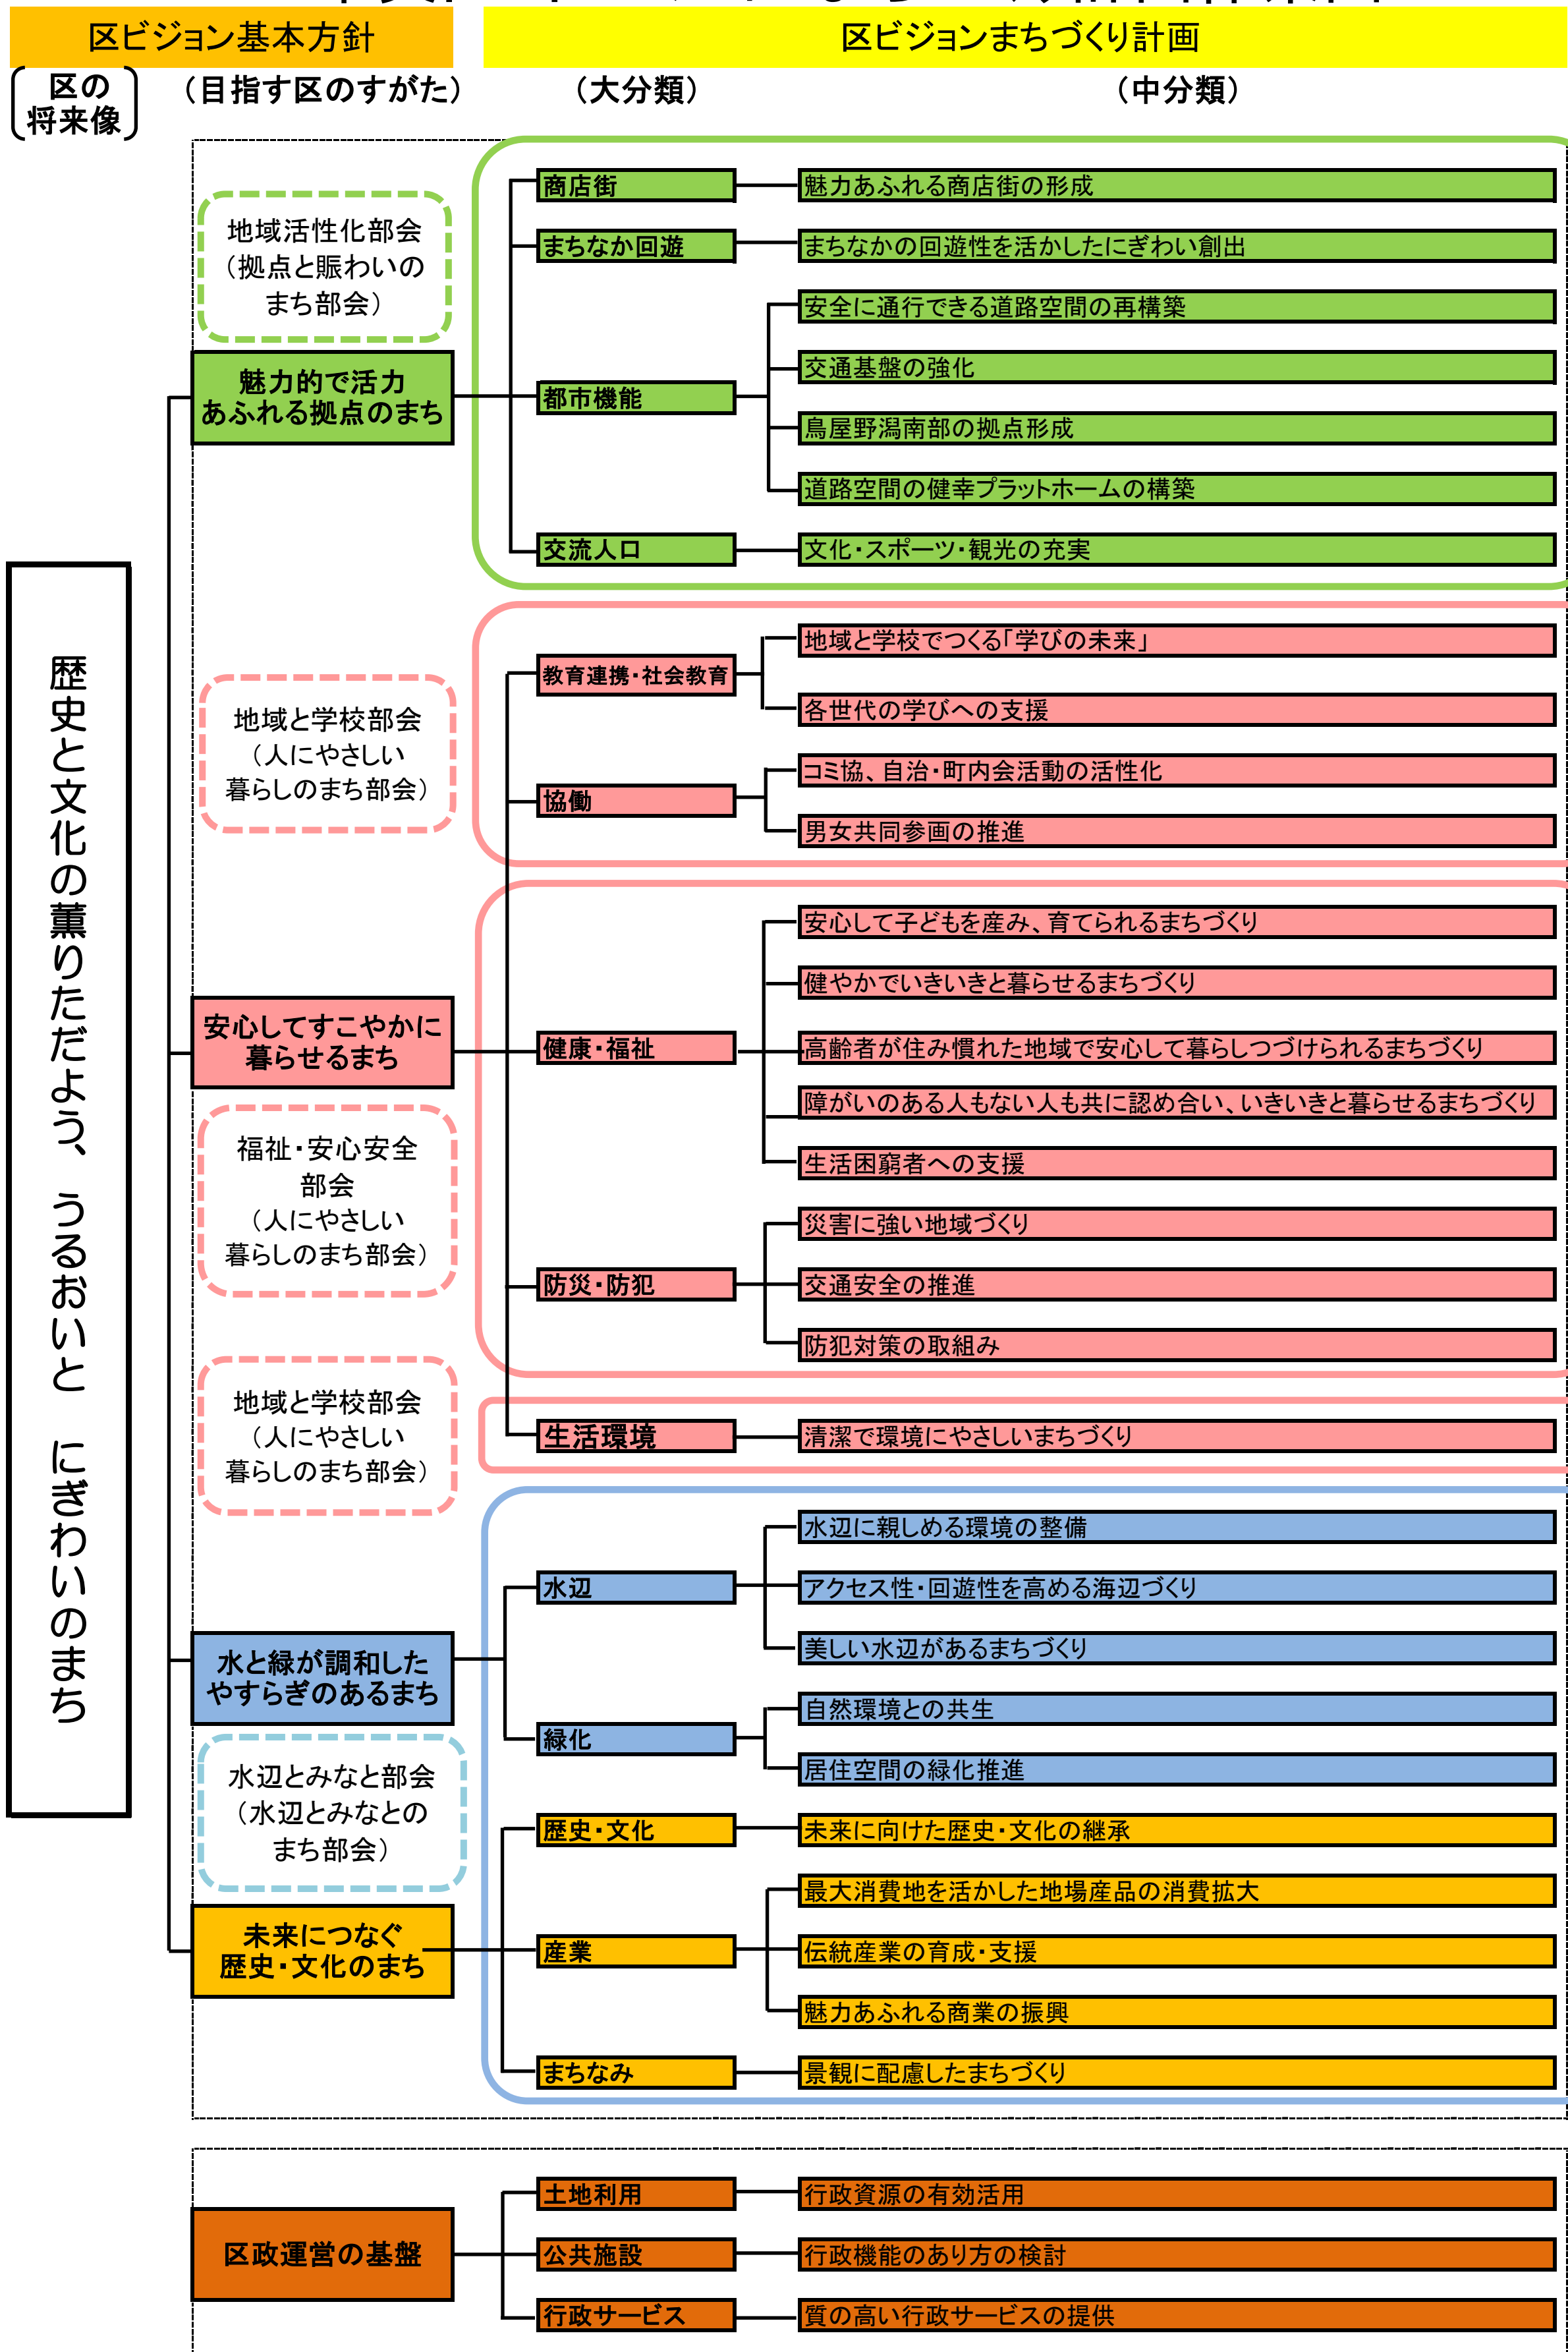 区ビジョン基本方針
区ビジョンまちづくり計画
区の
将来像
（目指す区のすがた）
（大分類）
（中分類）
歴史と文化の薫りただよう、うるおいと　にぎわいのまち
地域活性化部会
（拠点と賑わいの
まち部会）
魅力的で活力
あふれる拠点のまち
商店街
魅力あふれる商店街の形成
まちなか回遊
まちなかの回遊性を活かしたにぎわい創出
都市機能
安全に通行できる道路空間の再構築
交通基盤の強化
鳥屋野潟南部の拠点形成
道路空間の健幸プラットホームの構築
交流人口
文化・スポーツ・観光の充実
地域と学校部会
（人にやさしい
暮らしのまち部会）
安心してすこやかに
暮らせるまち
福祉・安心安全
部会
（人にやさしい
暮らしのまち部会）
地域と学校部会
（人にやさしい
暮らしのまち部会）
教育連携・社会教育
地域と学校でつくる「学びの未来」
各世代の学びへの支援
協働
コミ協、自治・町内会活動の活性化
男女共同参画の推進
健康・福祉
安心して子どもを産み、育てられるまちづくり
健やかでいきいきと暮らせるまちづくり
高齢者が住み慣れた地域で安心して暮らしつづけられるまちづくり
障がいのある人もない人も共に認め合い、いきいきと暮らせるまちづくり
生活困窮者への支援
防災・防犯
災害に強い地域づくり
交通安全の推進
防犯対策の取組み
生活環境
清潔で環境にやさしいまちづくり
水と緑が調和した
やすらぎのあるまち
水辺とみなと部会
（水辺とみなとの
まち部会）
水辺
水辺に親しめる環境の整備
アクセス性・回遊性を高める海辺づくり
美しい水辺があるまちづくり
緑化
自然環境との共生
居住空間の緑化推進
未来につなぐ
歴史・文化のまち
歴史・文化
未来に向けた歴史・文化の継承
産業
最大消費地を活かした地場産品の消費拡大
伝統産業の育成・支援
魅力あふれる商業の振興
まちなみ
景観に配慮したまちづくり
区政運営の基盤
土地利用
行政資源の有効活用
公共施設
行政機能のあり方の検討
行政サービス
質の高い行政サービスの提供